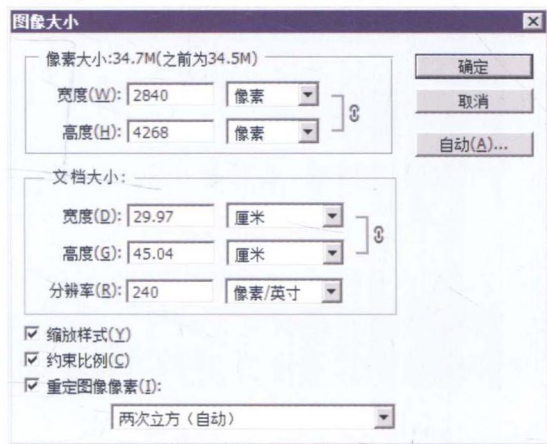 图像大小
像素大小:34.7M(之前为34.5M)
确定
宽度(W): 2840 像素
取消
高度(H): 4268 像素
自动(A)...
文档大小:
宽度(D): 29.97 厘米
高度(G): 45.04 厘米
分辨率(R): 240 像素/英寸
缩放样式(Y)
约束比例(C)
重定图像像素(I):
两次立方（自动）